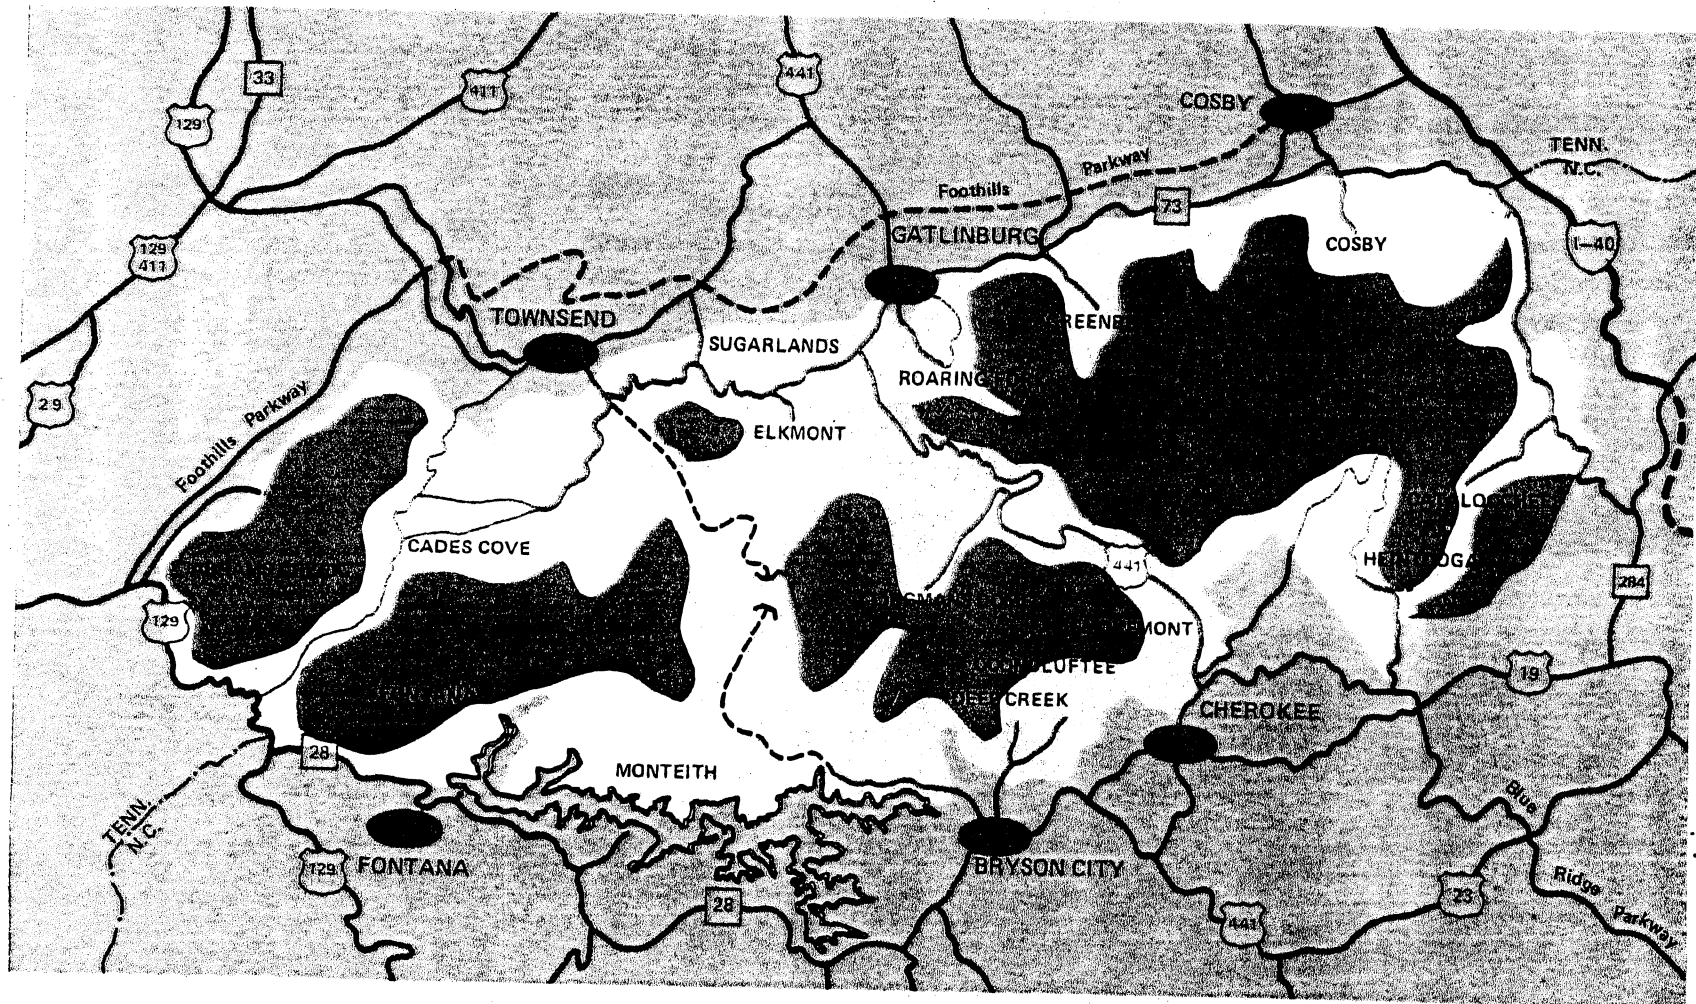 33
411
441
129
COSBY
TENN.
N.C.
Parkway
Foothills
73
129
411
GATLINBURG
I-40
COSBY
TOWNSEND
SUGARLANDS
ROARING
29
Foothills Parkway
ELKMONT
CADES COVE
441
284
129
MONT
LUFTEE
19
CREEK
CHEROKEE
28
MONTEITH
TENN.
N.C.
Blue
Ridge
Parkway
129
FONTANA
BRYSON CITY
28
23
441